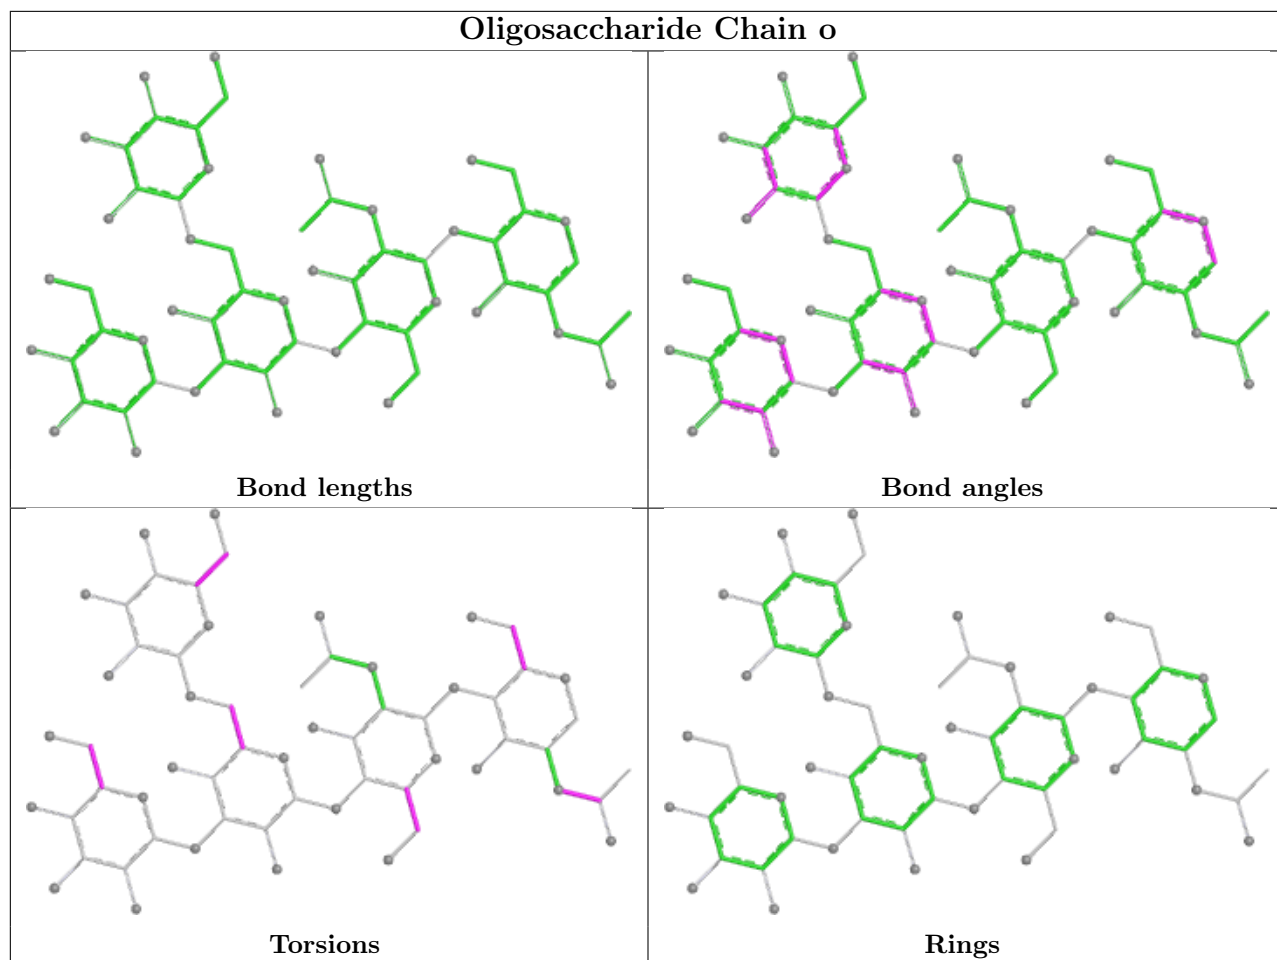 Oligosaccharide Chain o
Bond lengths
Bond angles
Torsions
Rings